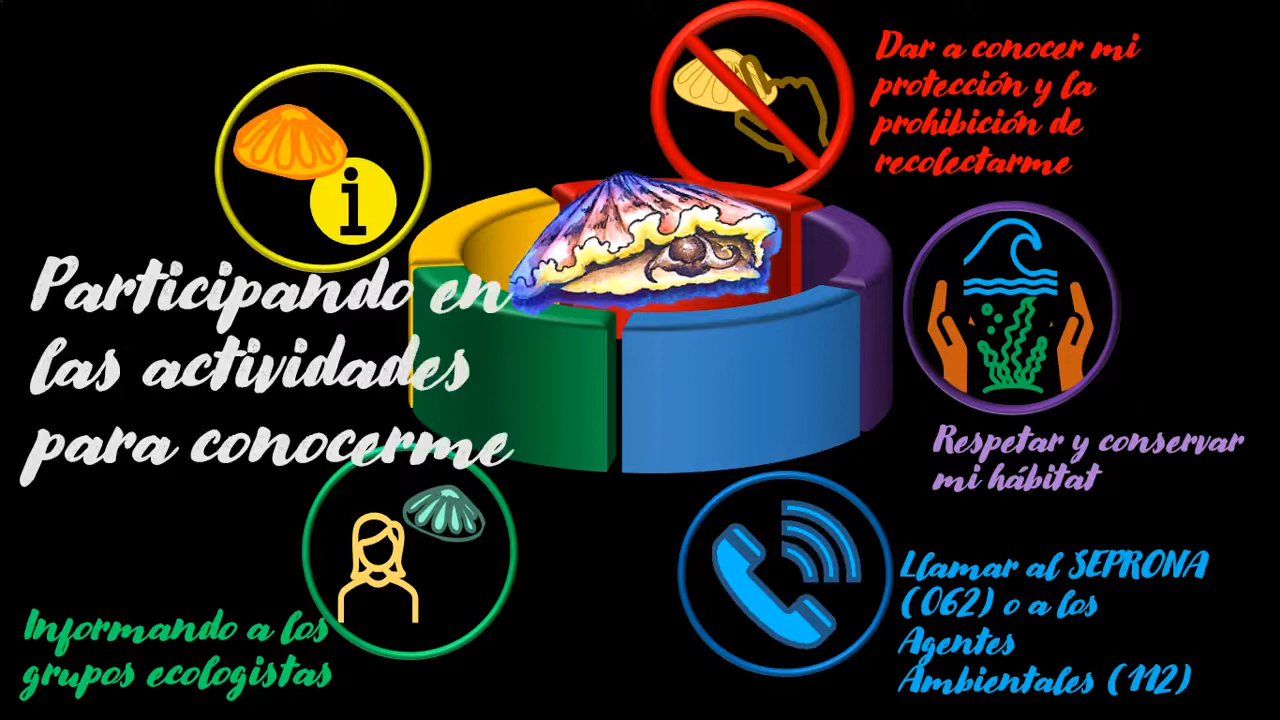 Dar a conocer mi
protección y la
prohibición de
recolectarme
i
Participando en
las actividades
para conocerme
Respetar y conservar
mi hábitat
Llamar al SEPRONA
(062) o a los
Agentes
Ambientales (112)
Informando a los
grupos ecologistas